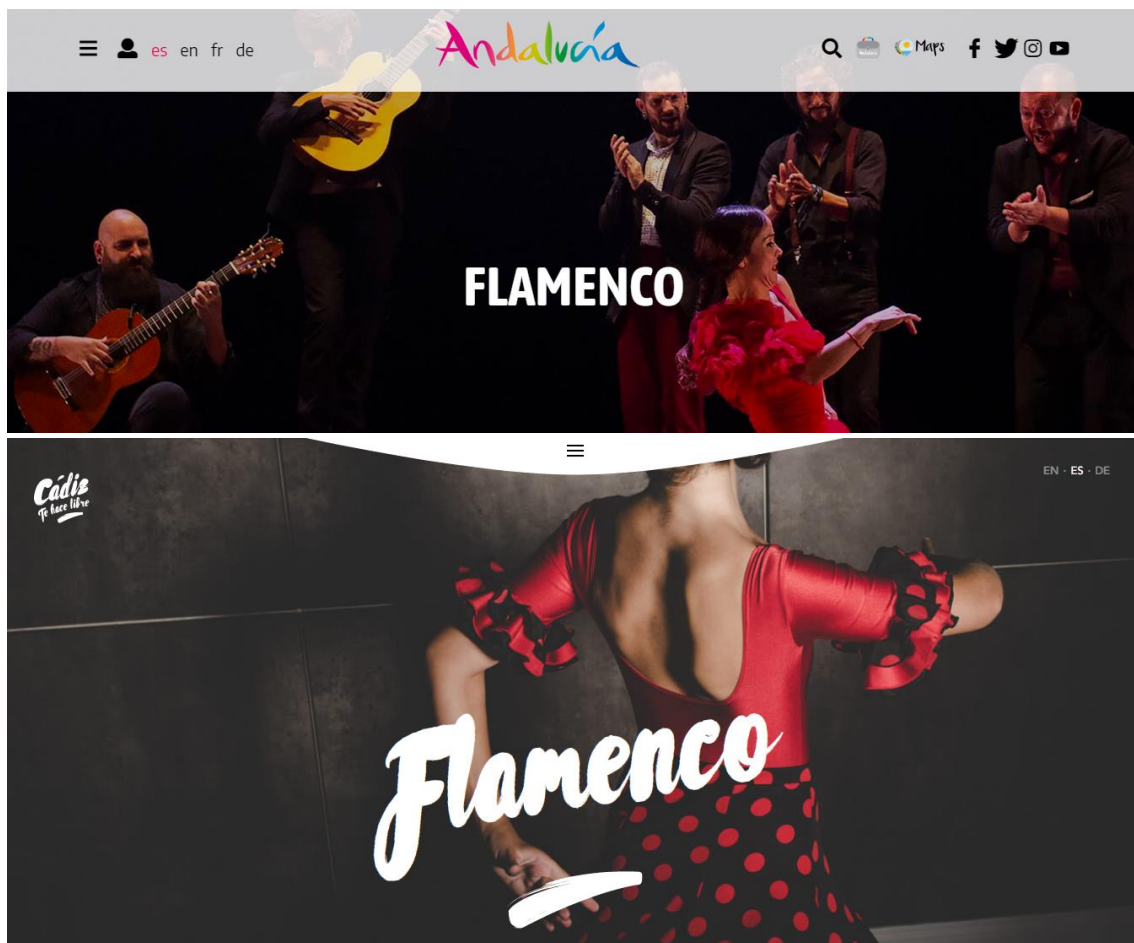 es en fr de
Andalucía
Maps
FLAMENCO
Cádiz
Te hace libre
EN · ES · DE
Flamenco